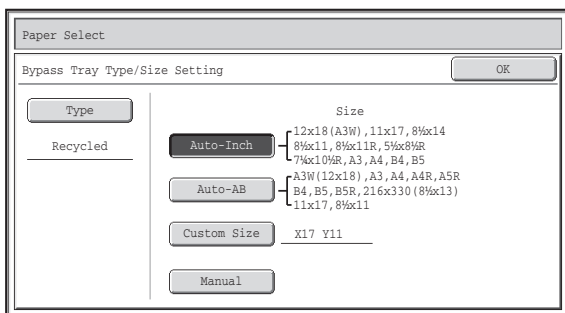 Paper Select
Bypass Tray Type/Size Setting
OK
Type
Recycled
Size
Auto-Inch
12x18(A3W),11x17,8½x14
8½x11,8½x11R,5½x8½R
7¼x10½R,A3,A4,B4,B5
Auto-AB
A3W(12x18),A3,A4,A4R,A5R
B4,B5,B5R,216x330(8½x13)
11x17,8½x11
Custom Size
X17 Y11
Manual